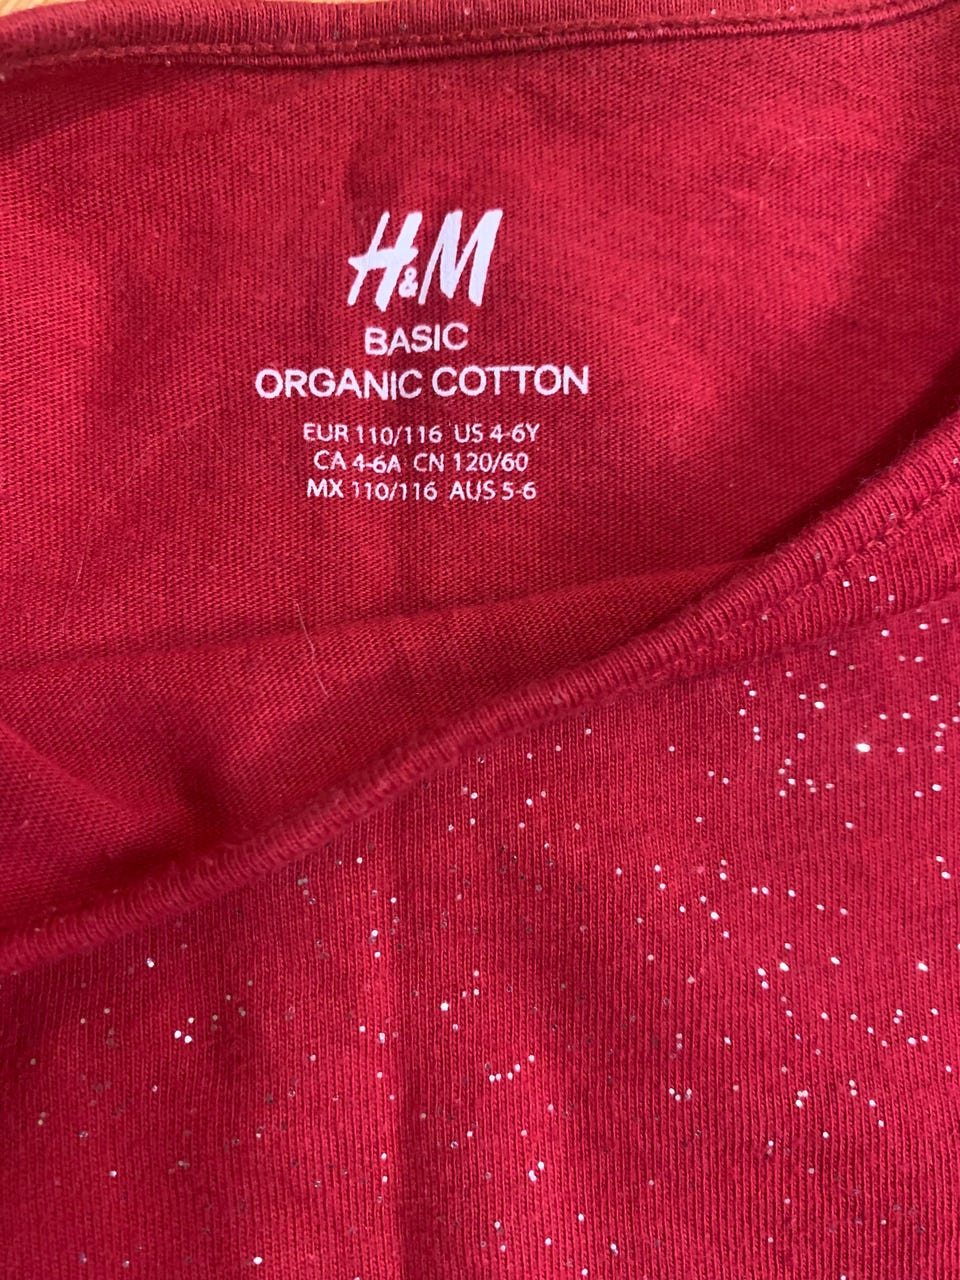 H&M
BASIC
ORGANIC COTTON
EUR 110/116 US 4-6Y
CA 4-6A CN 120/60
MX 110/116 AUS 5-6